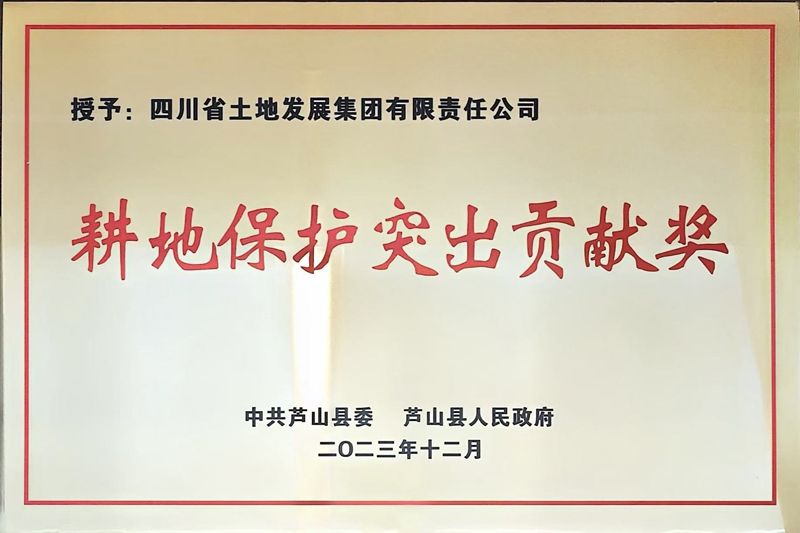 授予：四川省土地发展集团有限责任公司
耕地保护突出贡献奖
中共芦山县委 芦山县人民政府
二〇二三年十二月